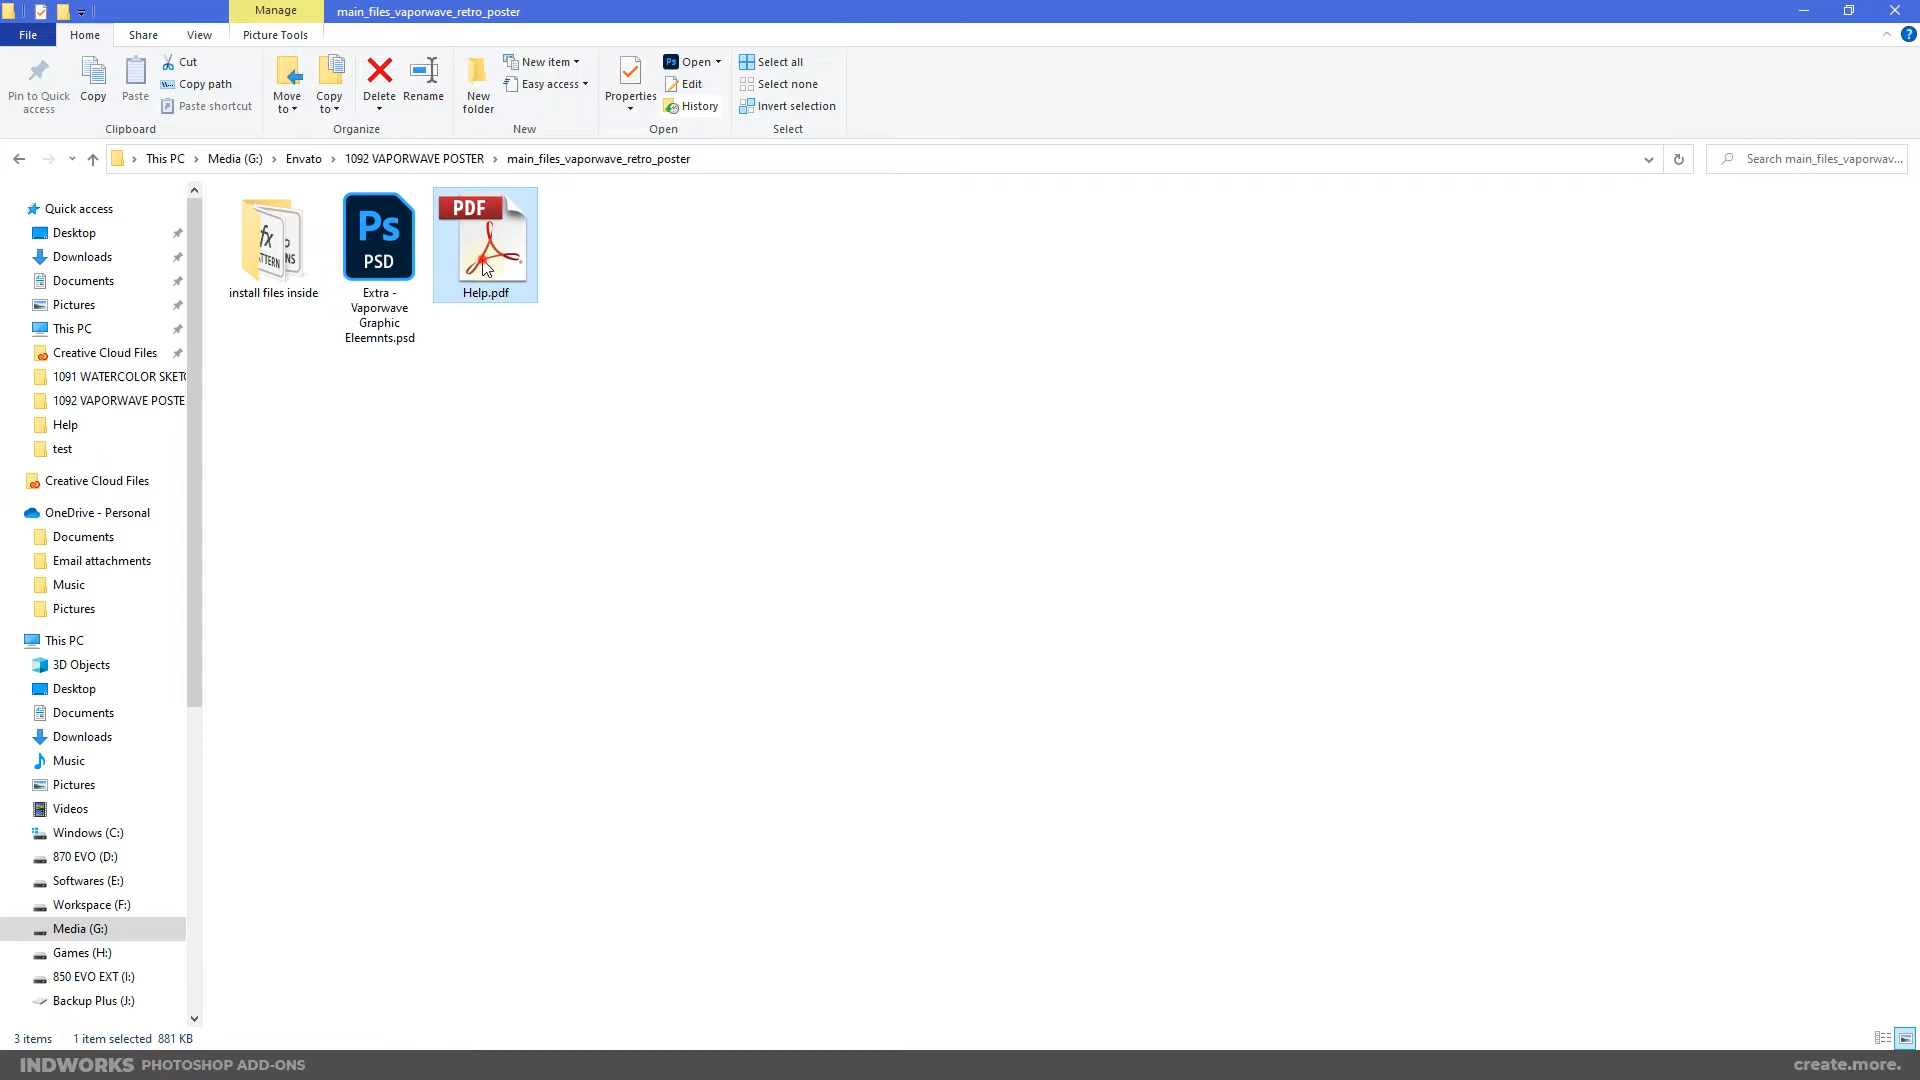 Manage
main_files_vaporwave_retro_poster
File
Home
Share
View
Picture Tools
Pin to Quick access
Copy
Paste
Cut
Copy path
Paste shortcut
Clipboard
Move to
Copy to
Delete
Rename
Organize
New folder
New item
Easy access
New
Properties
Ps Open
Edit
History
Open
Select all
Select none
Invert selection
Select
This PC > Media (G:) > Envato > 1092 VAPORWAVE POSTER > main_files_vaporwave_retro_poster
Search main_files_vaporwav...
Quick access
Desktop
Downloads
Documents
Pictures
This PC
Creative Cloud Files
1091 WATERCOLOR SKET
1092 VAPORWAVE POSTE
Help
test
Creative Cloud Files
OneDrive - Personal
Documents
Email attachments
Music
Pictures
This PC
3D Objects
Desktop
Documents
Downloads
Music
Pictures
Videos
Windows (C:)
870 EVO (D:)
Softwares (E:)
Workspace (F:)
Media (G:)
Games (H:)
850 EVO EXT (I:)
Backup Plus (J:)
install files inside
Ps
PSD
Extra -
Vaporwave
Graphic
Eleemnts.psd
PDF
Help.pdf
3 items
1 item selected 881 KB
INDWORKS PHOTOSHOP ADD-ONS
create.more.